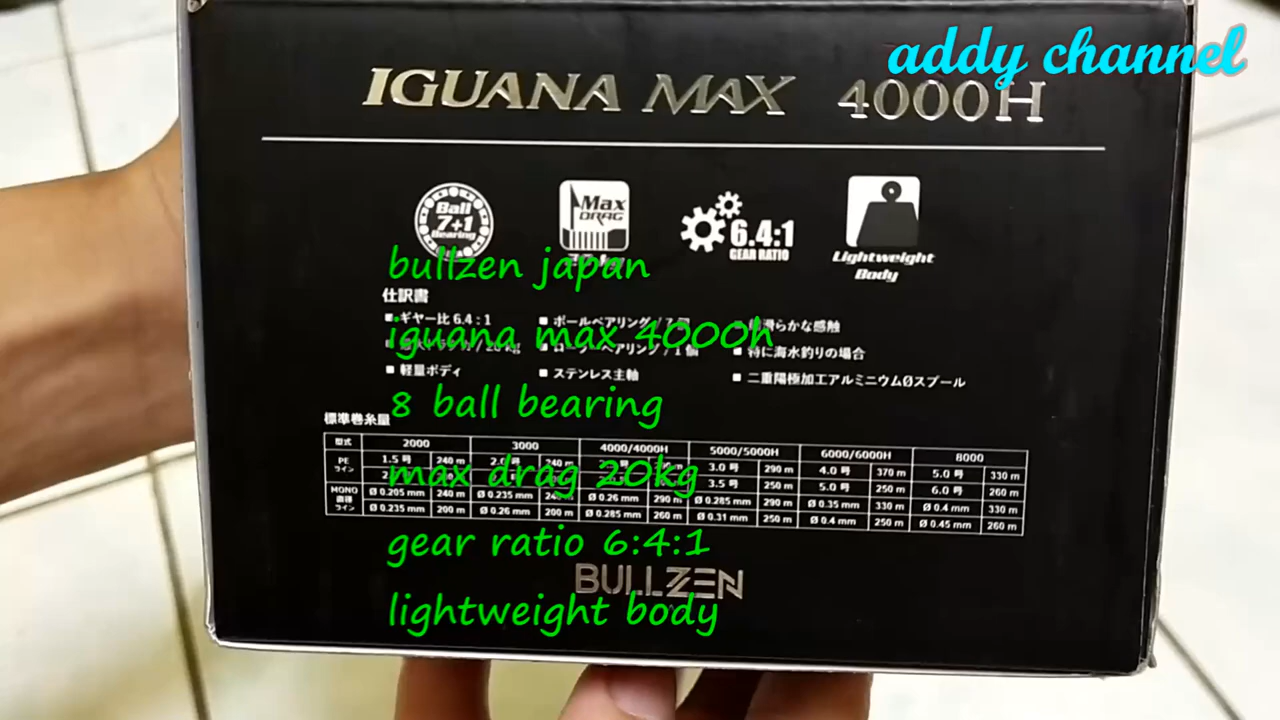 addy channel
IGUANA MAX 4000H
Ball 7+1 Bearing
Max DRAG
6.4:1 GEAR RATIO
Lightweight Body
bullzen japan
仕訳書
■ギヤー比 6.4 : 1 ■ボールベアリング / 7 個 滑らかな感触
iguana max 4000h
■ローラーベアリング / 1 個 ■特に海水釣りの場合
■軽量ボディ ■ステンレス主軸 ■二重陽極加工アルミニウムØスプール
8 ball bearing
標準巻糸量
型式 2000 3000 4000/4000H 5000/5000H 6000/6000H 8000
PE ライン 1.5 号 240 m 240 m 3.0 号 290 m 4.0 号 370 m 5.0 号 330 m
3.5 号 250 m 5.0 号 250 m 6.0 号 260 m
max drag 20kg
MONO 直径 ライン Ø 0.205 mm 240 m Ø 0.235 mm Ø 0.26 mm 290 m Ø 0.285 mm 290 m Ø 0.35 mm 330 m Ø 0.4 mm 330 m
Ø 0.235 mm 200 m Ø 0.26 mm 200 m Ø 0.285 mm 260 m Ø 0.31 mm 250 m Ø 0.4 mm 250 m Ø 0.45 mm 260 m
gear ratio 6:4:1
BULLZEN
lightweight body